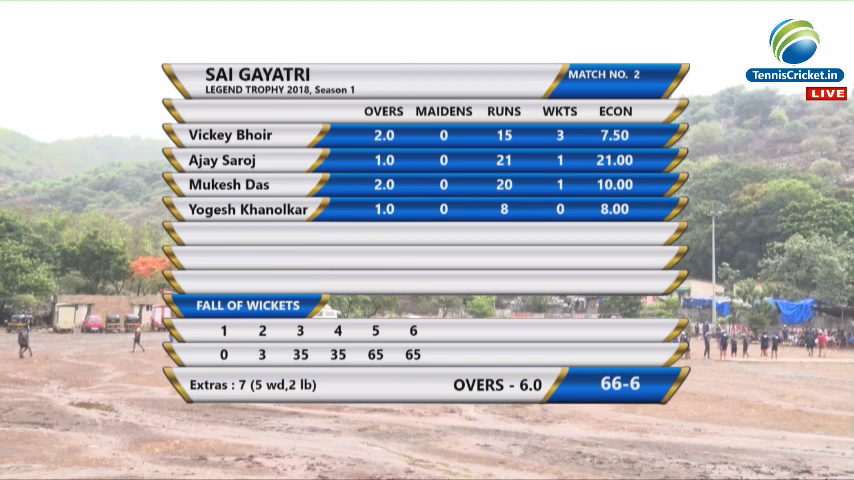 TennisCricket.in
LIVE
SAI GAYATRI
MATCH NO. 2
LEGEND TROPHY 2018, Season 1
OVERS MAIDENS RUNS WKTS ECON
Vickey Bhoir 2.0 0 15 3 7.50
Ajay Saroj 1.0 0 21 1 21.00
Mukesh Das 2.0 0 20 1 10.00
Yogesh Khanolkar 1.0 0 8 0 8.00
FALL OF WICKETS
1 2 3 4 5 6
0 3 35 35 65 65
Extras : 7 (5 wd,2 lb) OVERS - 6.0 66-6